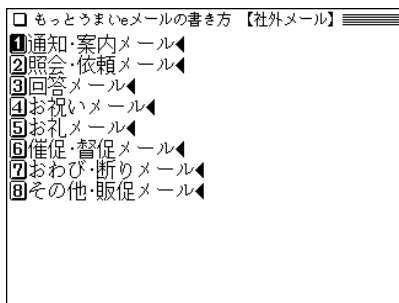 □ もっとうまいeメールの書き方 【社外メール】
1通知·案内メール◀
2照会·依頼メール◀
3回答メール◀
4お祝いメール◀
5お礼メール◀
6催促·督促メール◀
7おわび·断りメール◀
8その他·販促メール◀